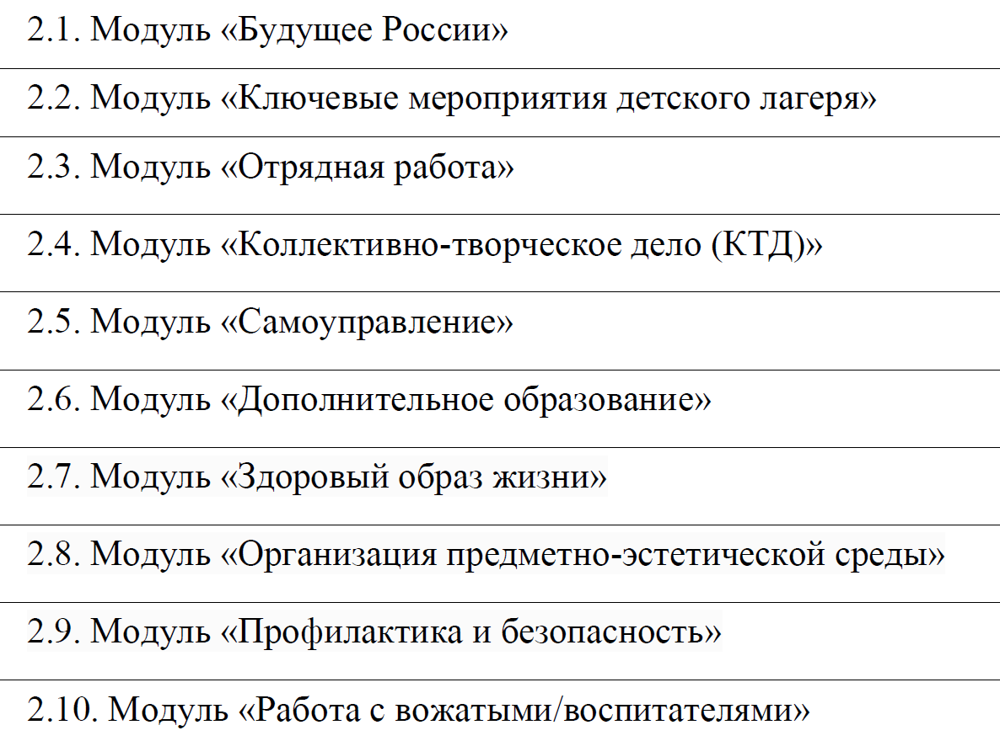 2.1. Модуль «Будущее России»
2.2. Модуль «Ключевые мероприятия детского лагеря»
2.3. Модуль «Отрядная работа»
2.4. Модуль «Коллективно-творческое дело (КТД)»
2.5. Модуль «Самоуправление»
2.6. Модуль «Дополнительное образование»
2.7. Модуль «Здоровый образ жизни»
2.8. Модуль «Организация предметно-эстетической среды»
2.9. Модуль «Профилактика и безопасность»
2.10. Модуль «Работа с вожатыми/воспитателями»